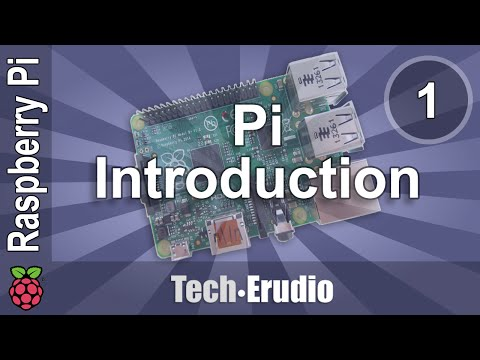 Raspberry Pi
1
Pi
Introduction
Tech·Erudio